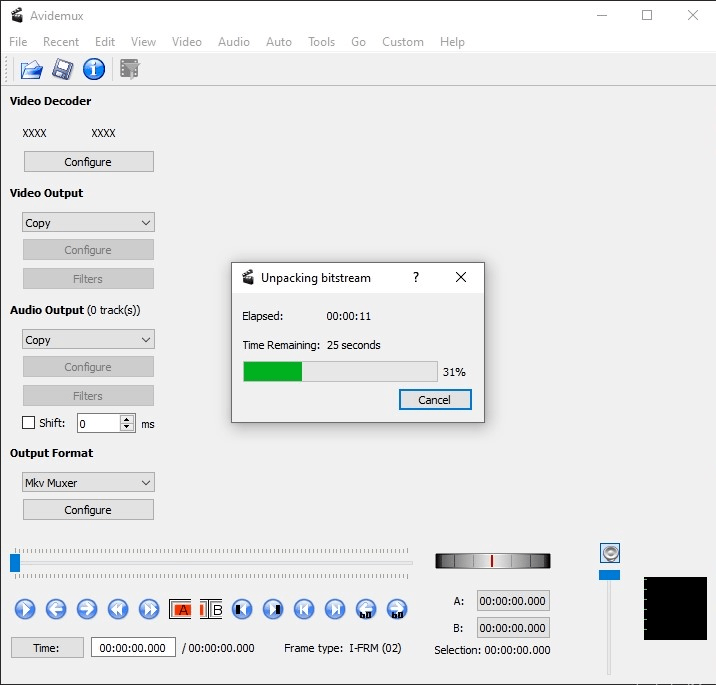 Avidemux
File Recent Edit View Video Audio Auto Tools Go Custom Help
Video Decoder
XXXX XXXX
Configure
Video Output
Copy
Configure
Filters
Audio Output (0 track(s))
Copy
Configure
Filters
Shift: 0 ms
Output Format
Mkv Muxer
Configure
Unpacking bitstream ?
Elapsed: 00:00:11
Time Remaining: 25 seconds
31%
Cancel
A B 60 60
Time: 00:00:00.000 / 00:00:00.000 Frame type: I-FRM (02)
A: 00:00:00.000
B: 00:00:00.000
Selection: 00:00:00.000